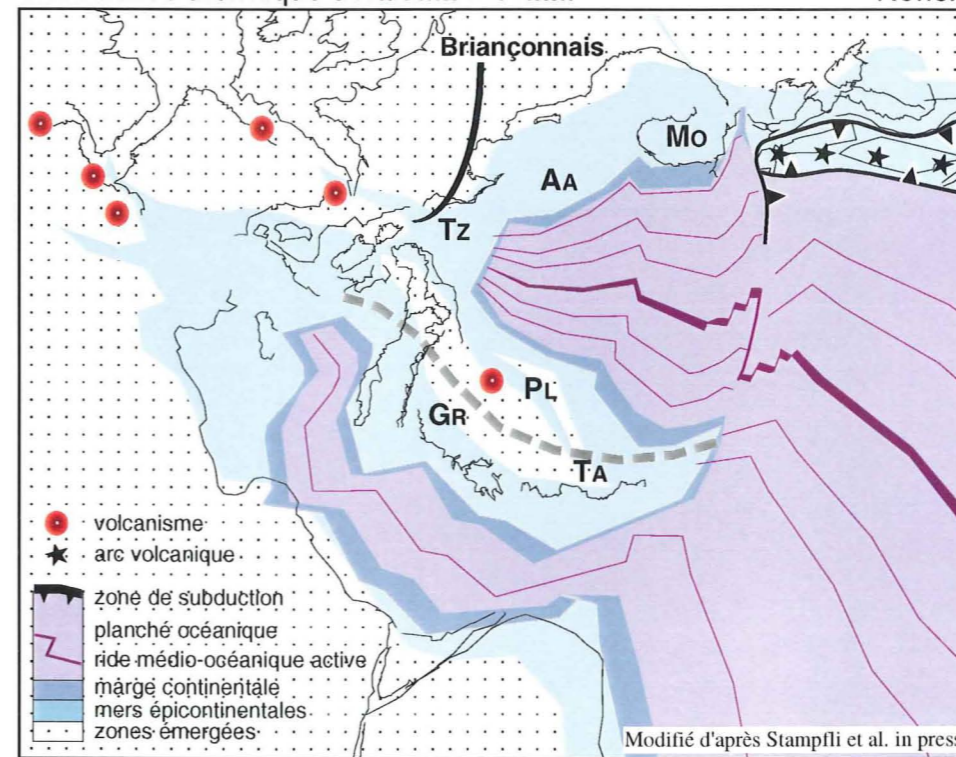 Briançonnais
Mo
AA
Tz
PL
GR
TA
volcanisme
arc volcanique
zone de subduction
planché océanique
ride médio-océanique active
marge continentale
mers épicontinentales
zones émergées
Modifié d'après Stampfli et al. in press